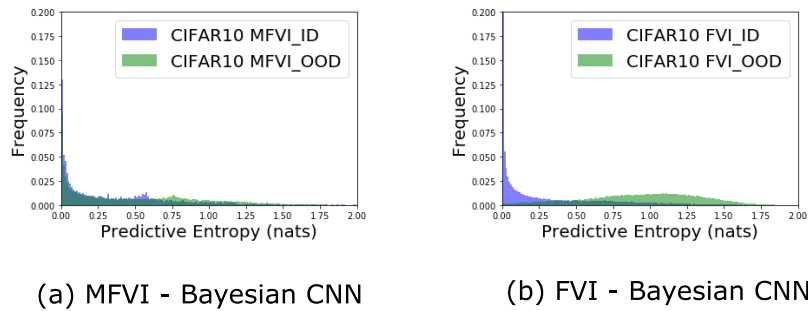 0.200
0.175
0.150
0.125
0.100
0.075
0.050
0.025
0.000
Frequency
CIFAR10 MFVI_ID
CIFAR10 MFVI_OOD
0.00 0.25 0.50 0.75 1.00 1.25 1.50 1.75 2.00
Predictive Entropy (nats)
(a) MFVI - Bayesian CNN
0.200
0.175
0.150
0.125
0.100
0.075
0.050
0.025
0.000
Frequency
CIFAR10 FVI_ID
CIFAR10 FVI_OOD
0.00 0.25 0.50 0.75 1.00 1.25 1.50 1.75 2.00
Predictive Entropy (nats)
(b) FVI - Bayesian CNN